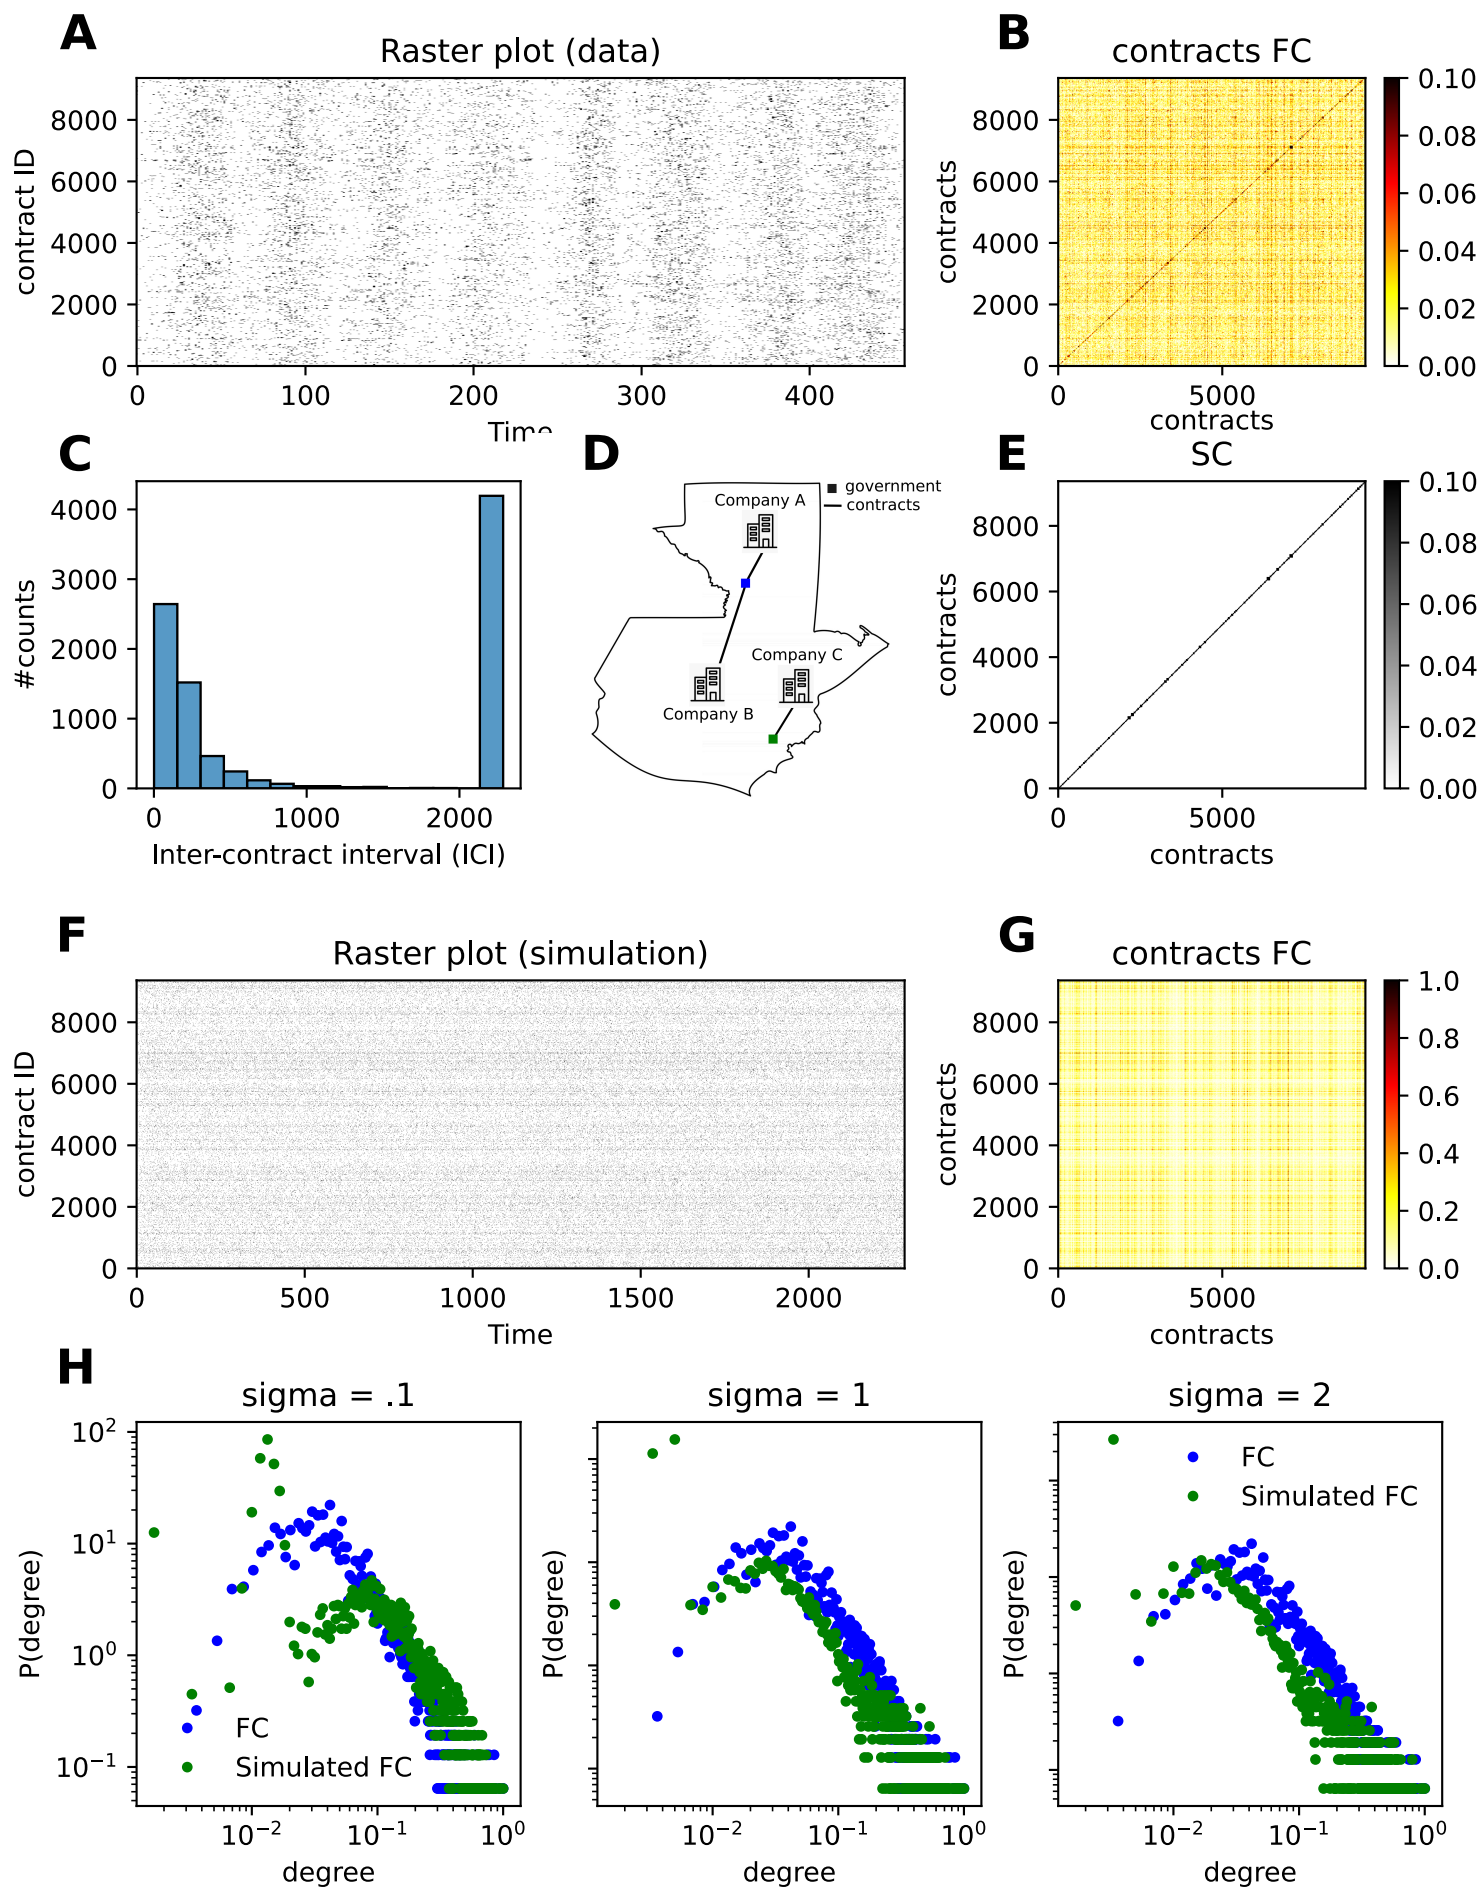 A
Raster plot (data)
contract ID
8000
6000
4000
2000
0
0 100 200 300 400
Time
B
contracts FC
contracts
8000
6000
4000
2000
0
0 5000
contracts
0.10
0.08
0.06
0.04
0.02
0.00
C
#counts
4000
3000
2000
1000
0
0 1000 2000
Inter-contract interval (ICI)
D
government
contracts
Company A
Company C
Company B
E
SC
contracts
8000
6000
4000
2000
0
0 5000
contracts
0.10
0.08
0.06
0.04
0.02
0.00
F
Raster plot (simulation)
contract ID
8000
6000
4000
2000
0
0 500 1000 1500 2000
Time
G
contracts FC
contracts
8000
6000
4000
2000
0
0 5000
contracts
1.0
0.8
0.6
0.4
0.2
0.0
H
sigma = .1
P(degree)
10²
10¹
10⁰
10⁻¹
FC
Simulated FC
10⁻² 10⁻¹ 10⁰
degree
sigma = 1
P(degree)
10⁻² 10⁻¹ 10⁰
degree
sigma = 2
P(degree)
FC
Simulated FC
10⁻² 10⁻¹ 10⁰
degree